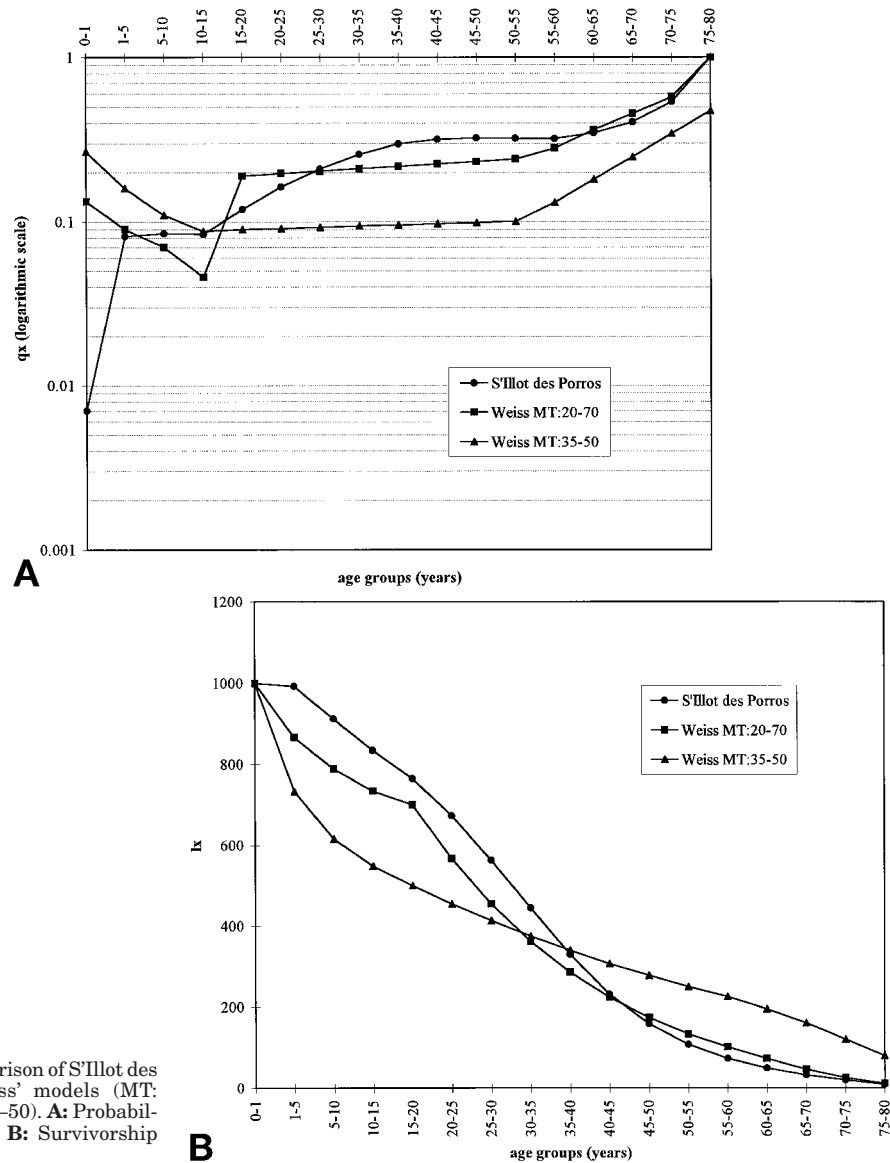 0-1 1-5 5-10 10-15 15-20 20-25 25-30 30-35 35-40 40-45 45-50 50-55 55-60 60-65 65-70 70-75 75-80
1
0.1
0.01
0.001
qx (logarithmic scale)
S'Illot des Porros
Weiss MT:20-70
Weiss MT:35-50
A
age groups (years)
1200
1000
800
600
400
200
0
lx
S'Illot des Porros
Weiss MT:20-70
Weiss MT:35-50
0-1 1-5 5-10 10-15 15-20 20-25 25-30 30-35 35-40 40-45 45-50 50-55 55-60 60-65 65-70 70-75 75-80
age groups (years)
B
rison of S'Illot des
ss' models (MT:
–50). A: Probabil-
B: Survivorship